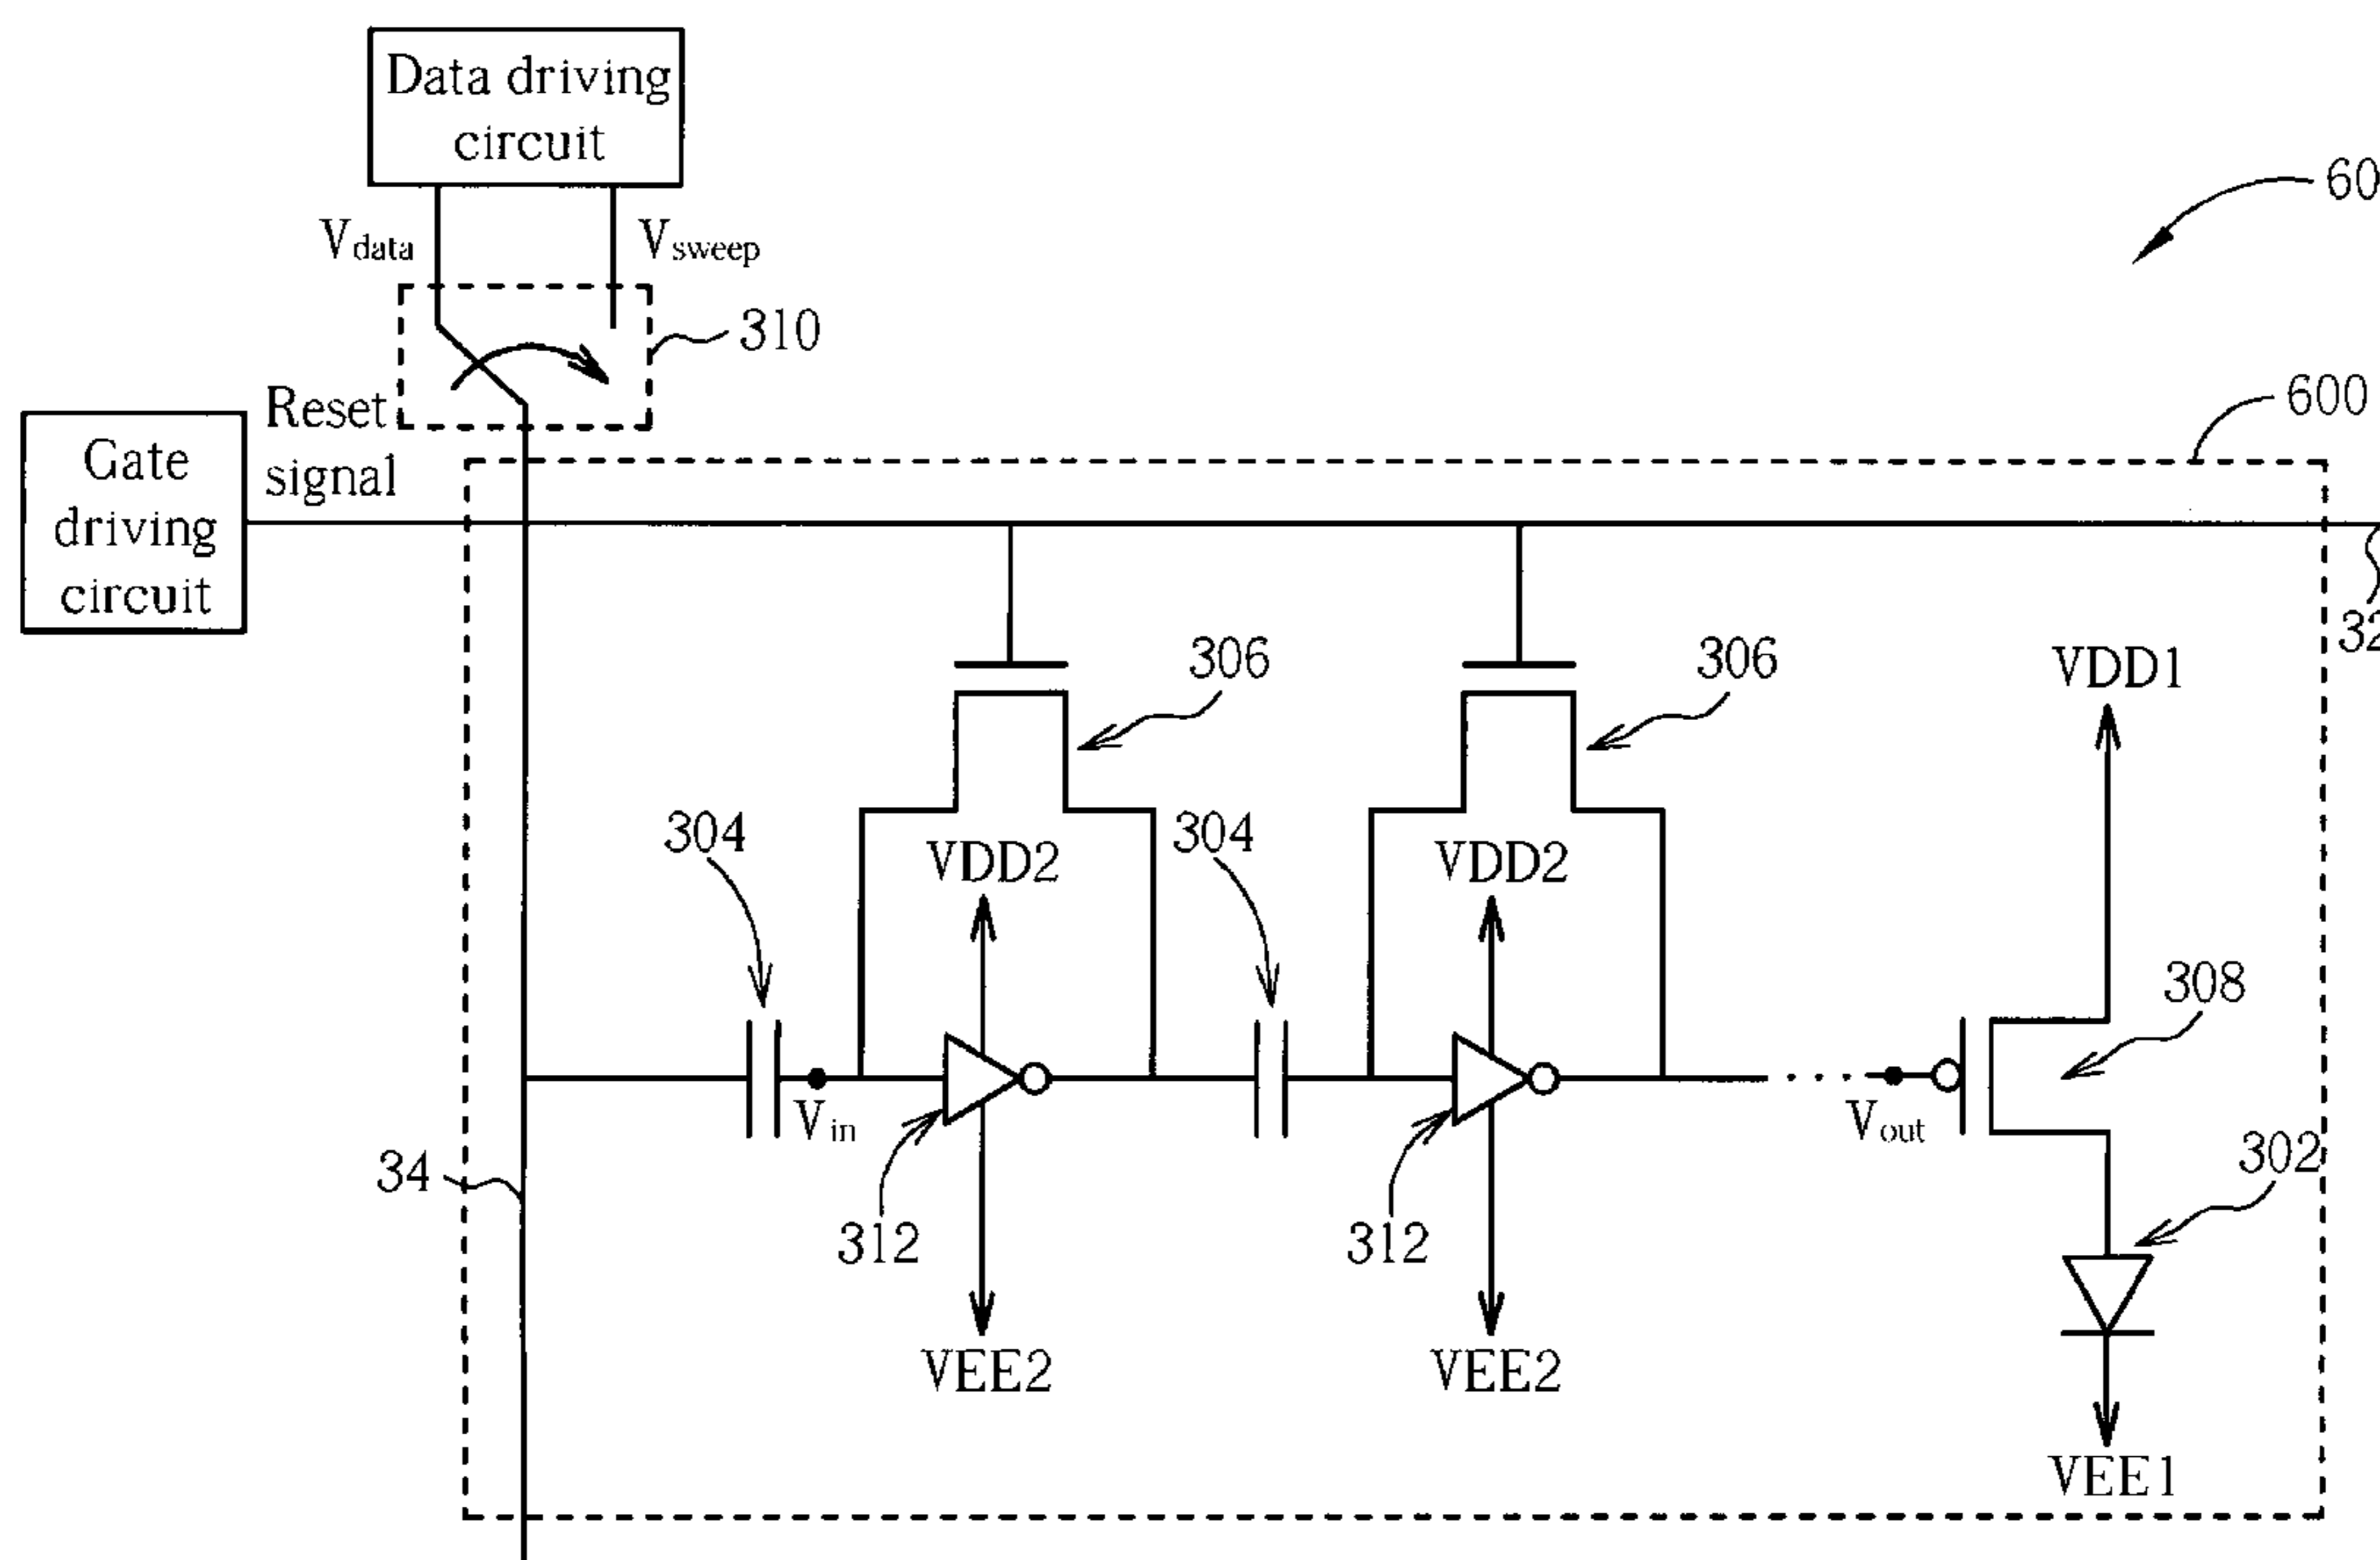 Data driving
circuit
Vdata
Vsweep
60
310
Reset
signal
600
Gate
driving
circuit
32
306
306
VDD1
304
VDD2
304
VDD2
308
Vin
Vout
34
312
312
302
VEE2
VEE2
VEE1